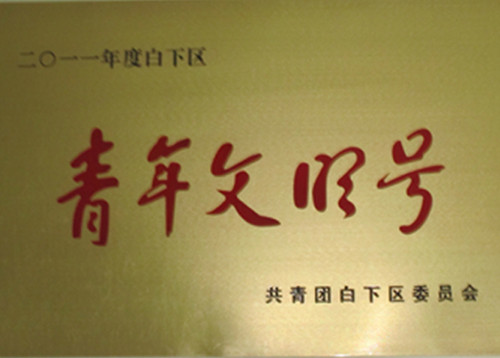 二〇一一年度白下区
青年文明号
共青团白下区委员会